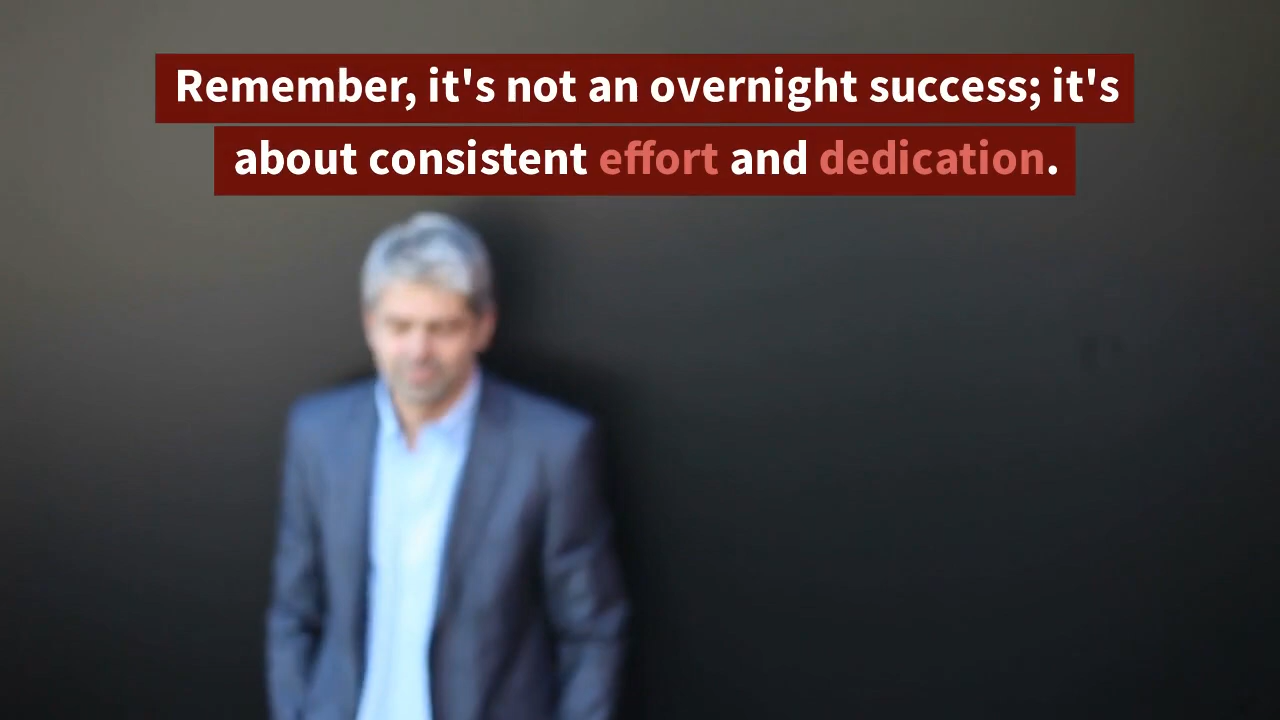 Remember, it's not an overnight success; it's
about consistent effort and dedication.